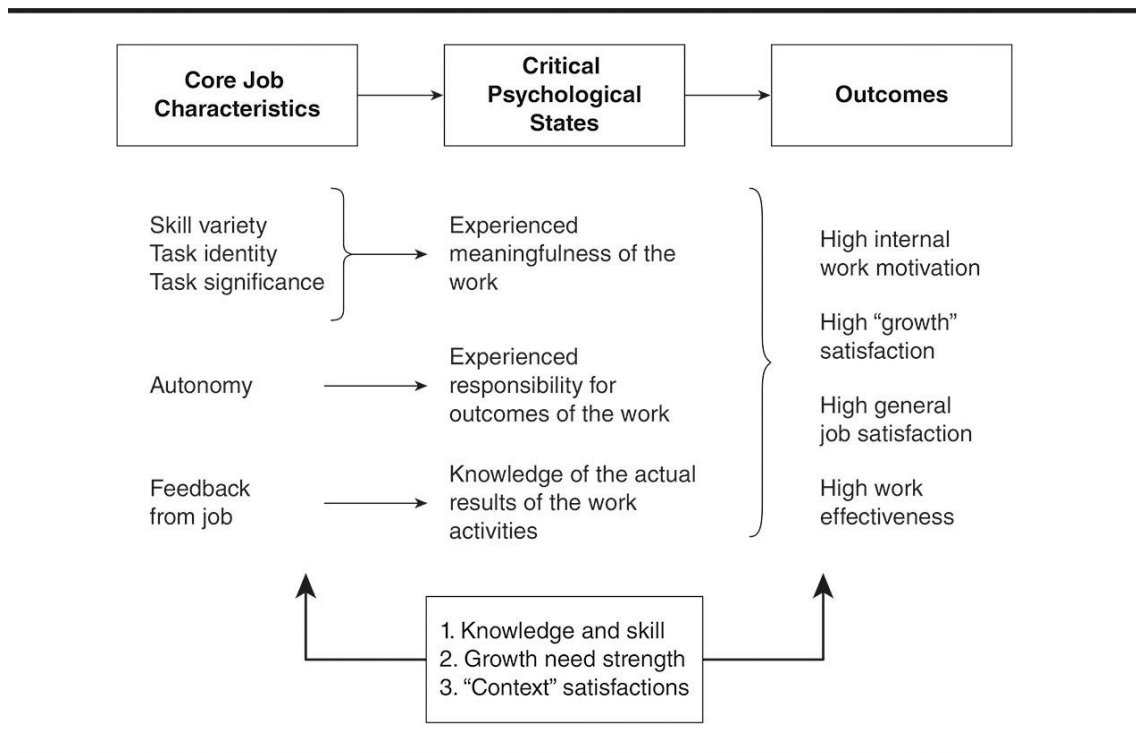 Core Job
Characteristics
Critical
Psychological
States
Outcomes
Skill variety
Task identity
Task significance
Experienced
meaningfulness of the
work
Autonomy
Experienced
responsibility for
outcomes of the work
Feedback
from job
Knowledge of the actual
results of the work
activities
High internal
work motivation
High “growth”
satisfaction
High general
job satisfaction
High work
effectiveness
1. Knowledge and skill
2. Growth need strength
3. “Context” satisfactions